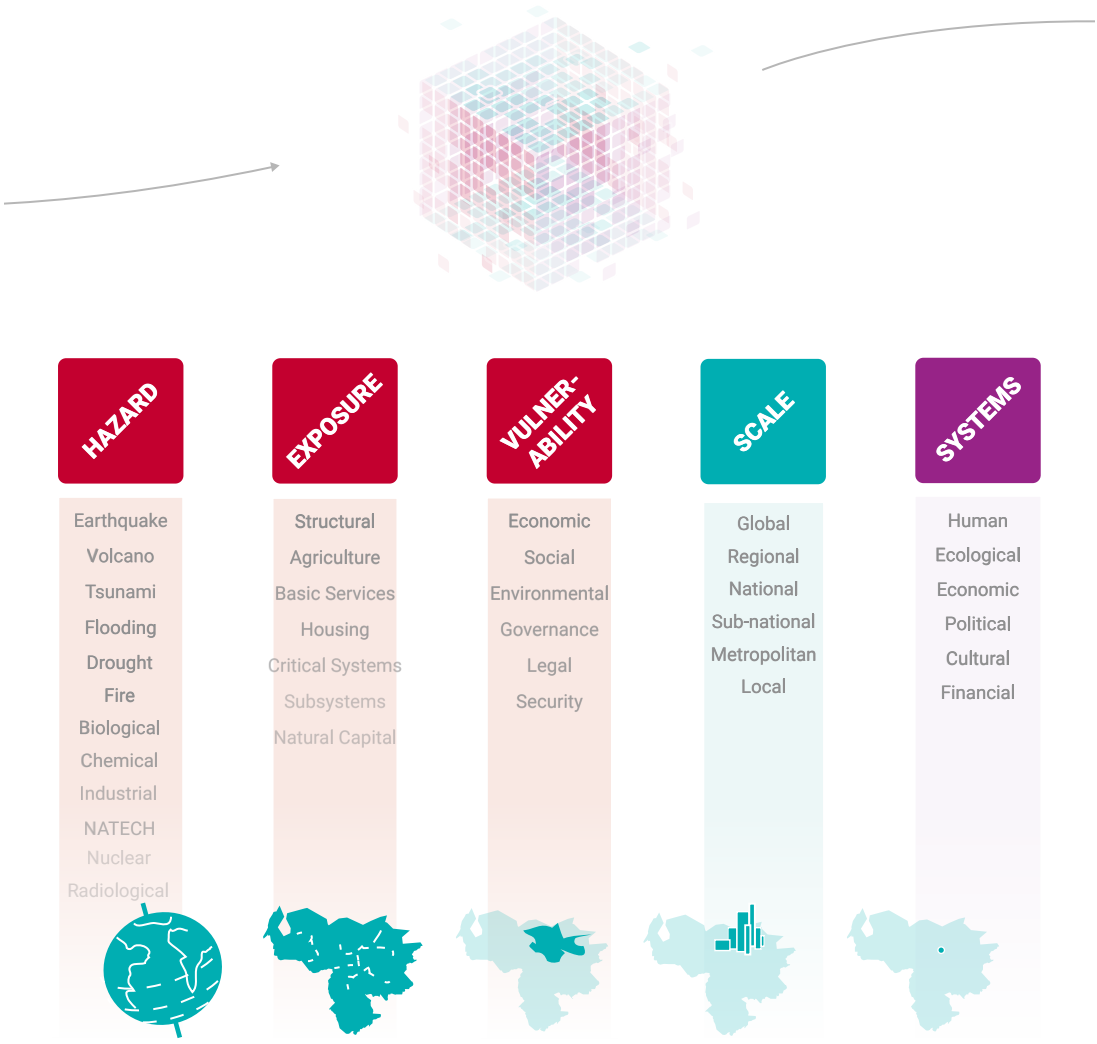 HAZARD
Earthquake
Volcano
Tsunami
Flooding
Drought
Fire
Biological
Chemical
Industrial
NATECH
Nuclear
Radiological
EXPOSURE
Structural
Agriculture
Basic Services
Housing
Critical Systems
Subsystems
Natural Capital
VULNER-
ABILITY
Economic
Social
Environmental
Governance
Legal
Security
SCALE
Global
Regional
National
Sub-national
Metropolitan
Local
SYSTEMS
Human
Ecological
Economic
Political
Cultural
Financial